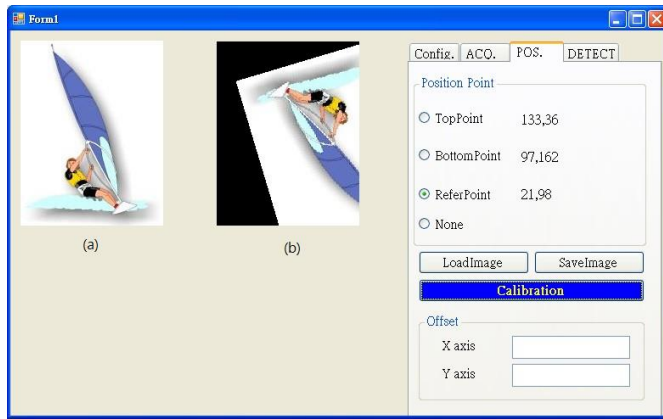 Form1
Config. ACQ. POS. DETECT
Position Point
TopPoint 133,36
BottomPoint 97,162
ReferPoint 21,98
None
LoadImage SaveImage
Calibration
Offset
X axis
Y axis
(a) (b)